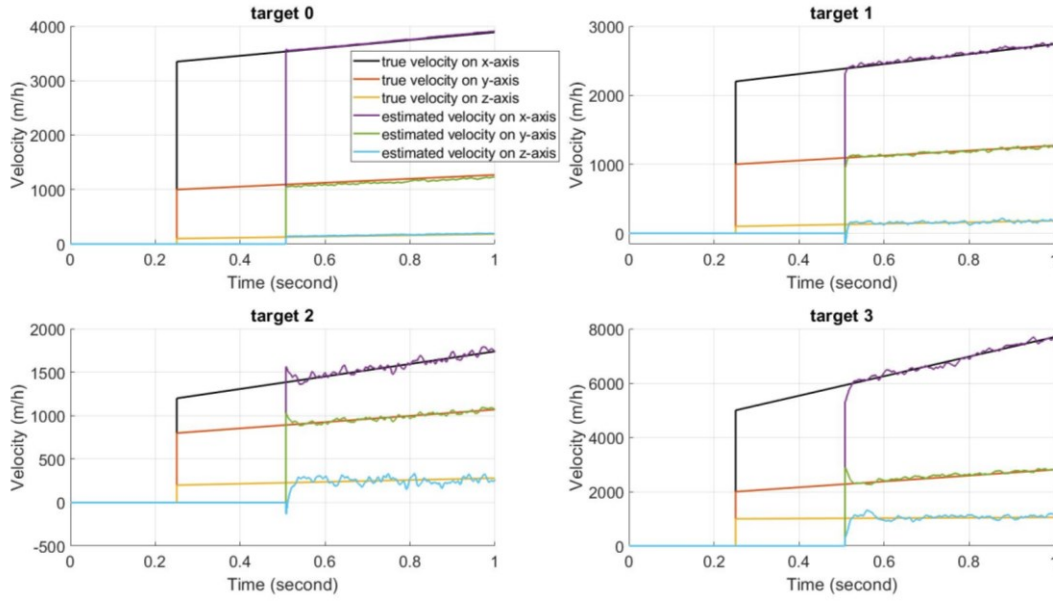 target 0
4000
3000
2000
1000
0
Velocity (m/h)
0
0.2
0.4
0.6
0.8
1
Time (second)
true velocity on x-axis
true velocity on y-axis
true velocity on z-axis
estimated velocity on x-axis
estimated velocity on y-axis
estimated velocity on z-axis
target 1
3000
2000
1000
0
Velocity (m/h)
0
0.2
0.4
0.6
0.8
1
Time (second)
target 2
2000
1500
1000
500
0
-500
Velocity (m/h)
0
0.2
0.4
0.6
0.8
1
Time (second)
target 3
8000
6000
4000
2000
0
Velocity (m/h)
0
0.2
0.4
0.6
0.8
1
Time (second)